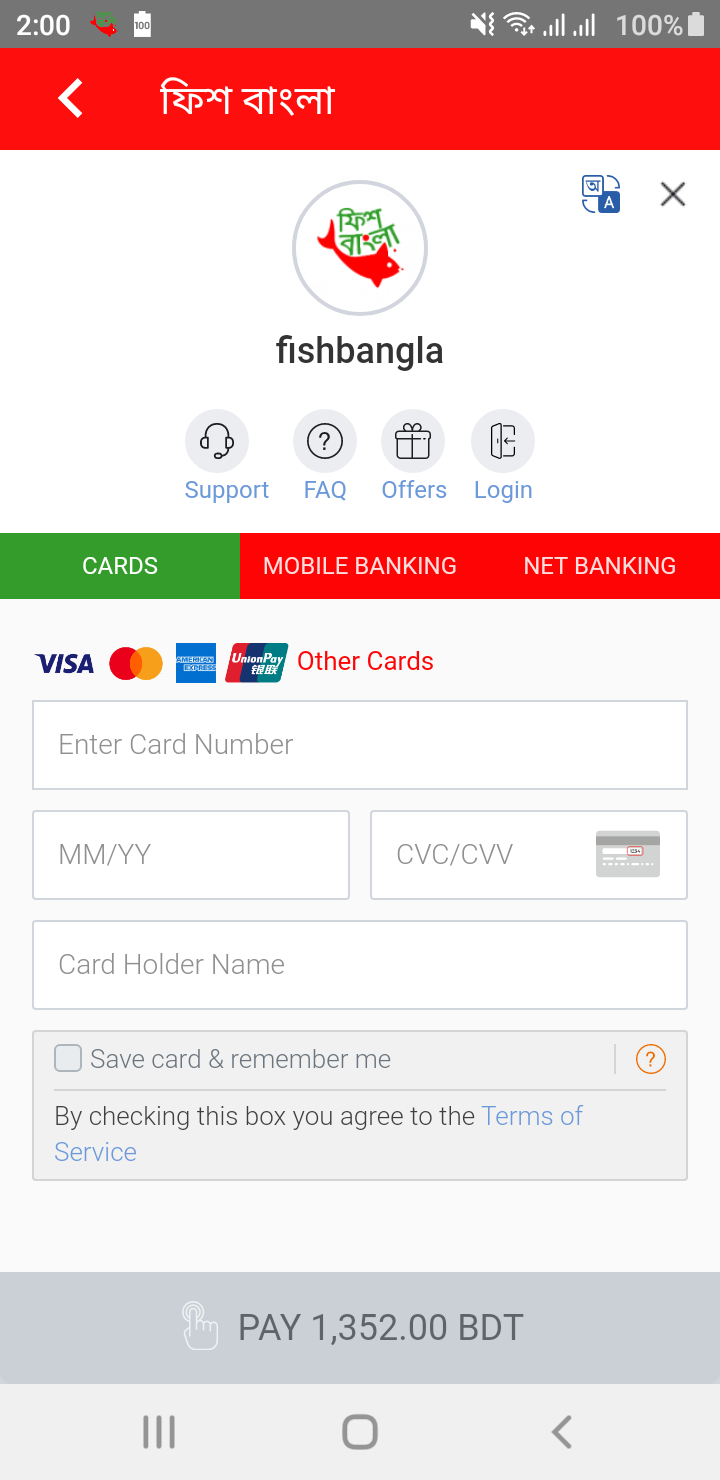 2:00
100
100%
ফিশ বাংলা
অ
A
ফিশ
বাংলা
fishbangla
?
Support
FAQ
Offers
Login
CARDS
MOBILE BANKING
NET BANKING
VISA
AMERICAN
EXPRESS
UnionPay
银联
Other Cards
Enter Card Number
MM/YY
CVC/CVV
1234
Card Holder Name
Save card & remember me
?
By checking this box you agree to the Terms of
Service
PAY 1,352.00 BDT